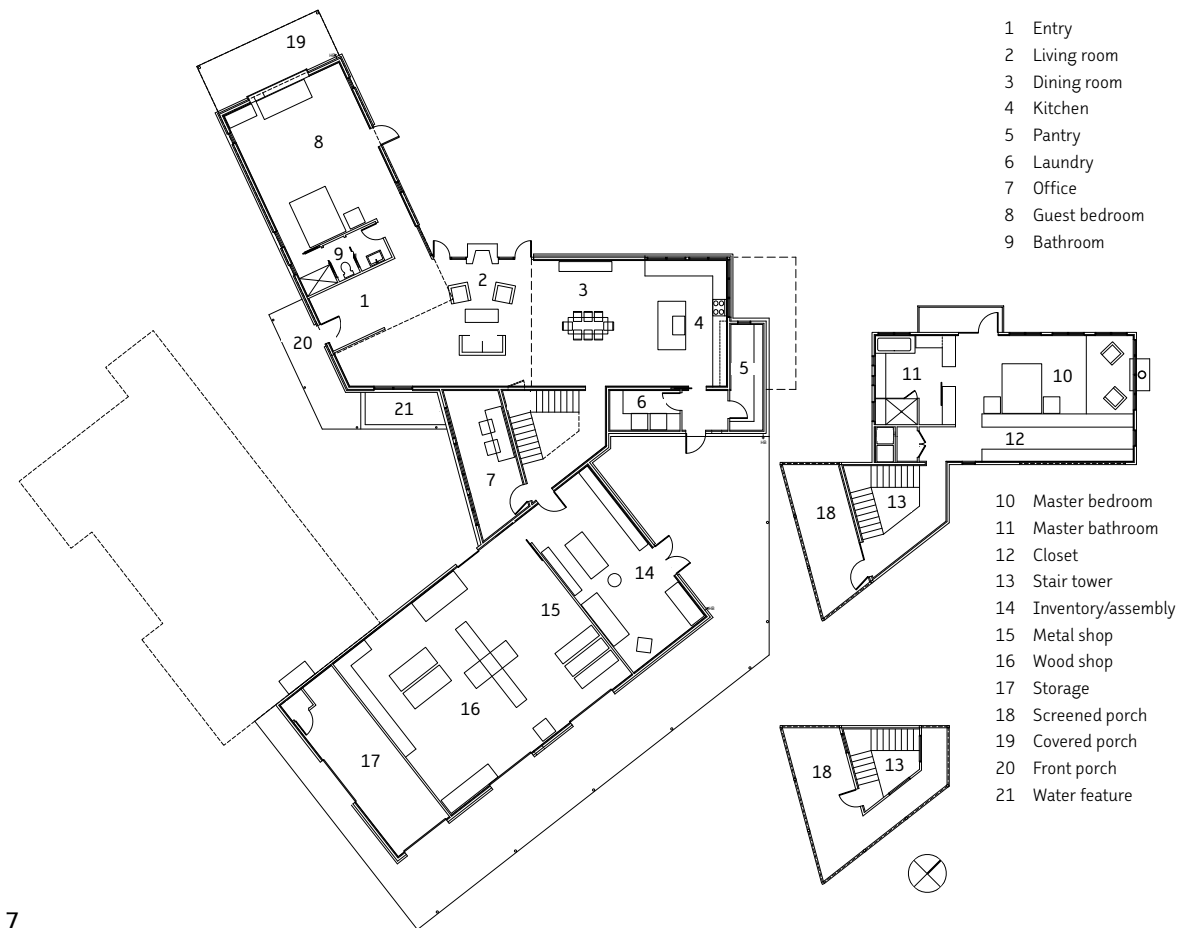 19
1 Entry
2 Living room
3 Dining room
4 Kitchen
5 Pantry
6 Laundry
7 Office
8 Guest bedroom
9 Bathroom
8
9
2
3
1
4
20
5
11
10
6
21
12
7
18
13
14
15
16
17
10 Master bedroom
11 Master bathroom
12 Closet
13 Stair tower
14 Inventory/assembly
15 Metal shop
16 Wood shop
17 Storage
18 Screened porch
19 Covered porch
20 Front porch
21 Water feature
18
13
7